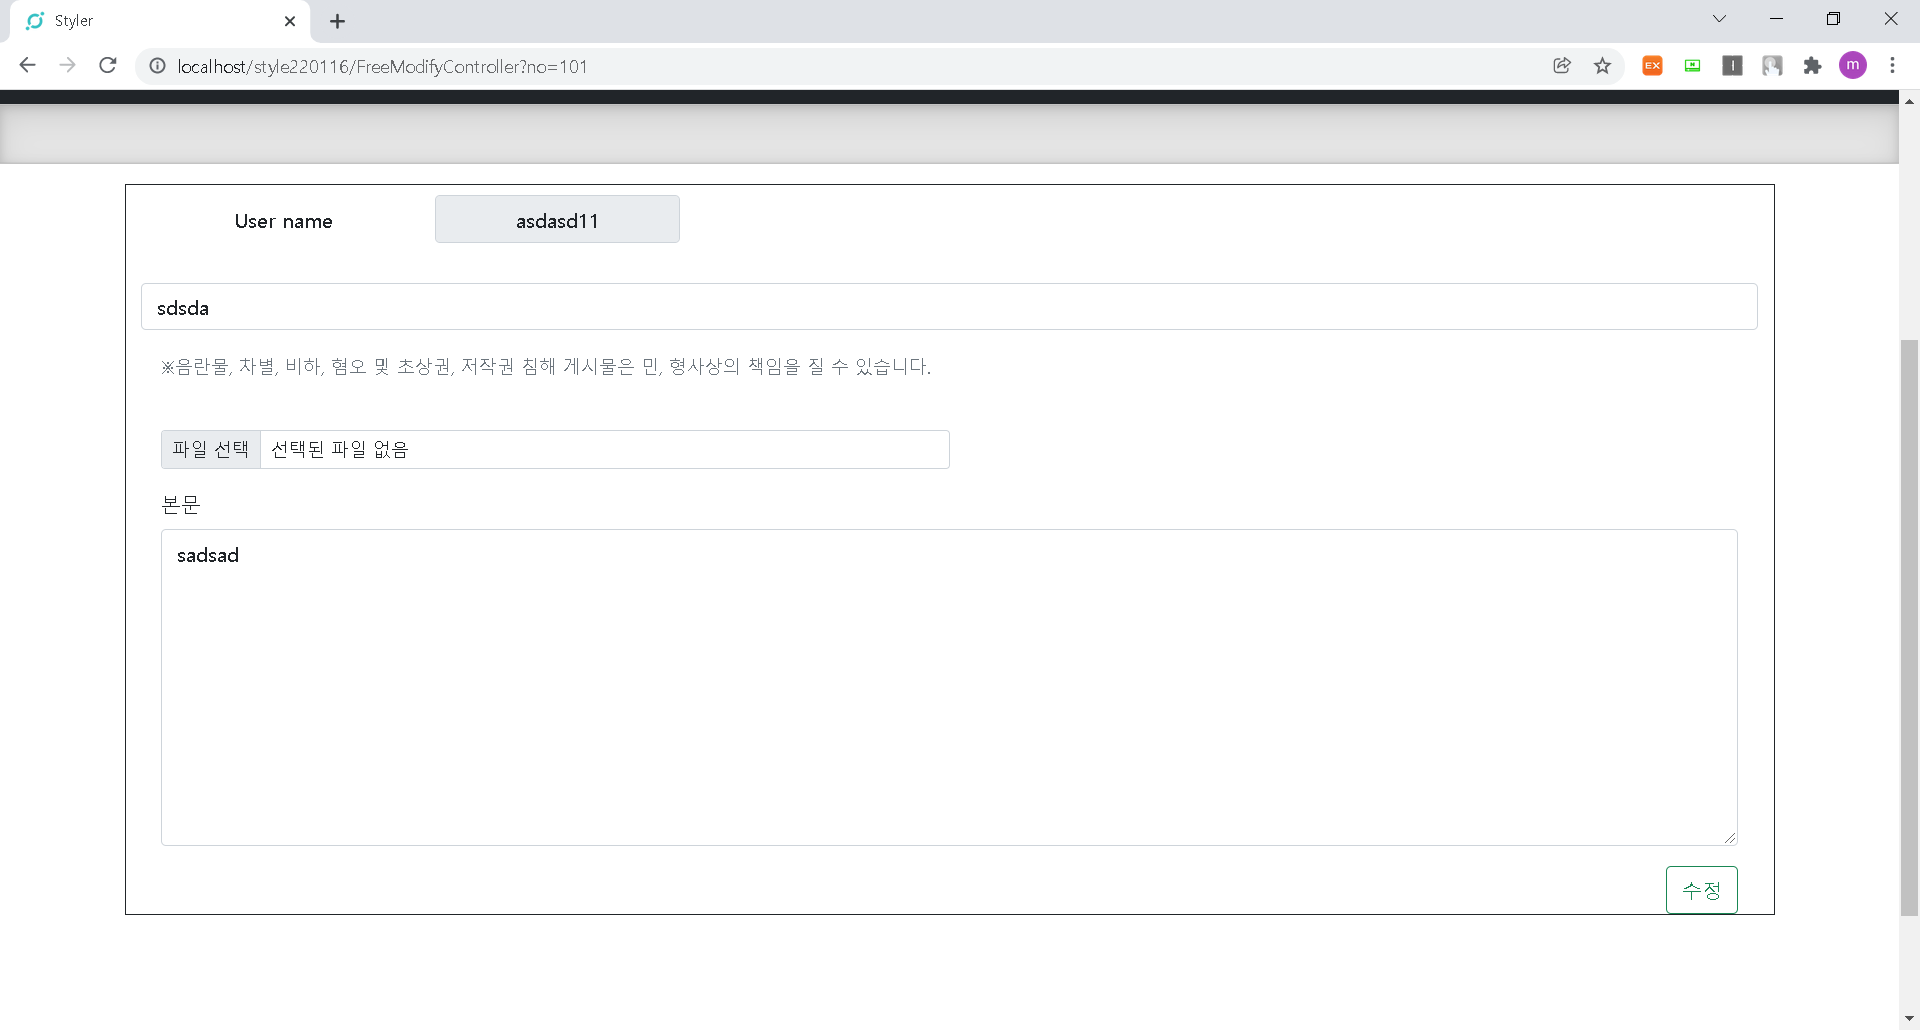 Styler
localhost/style220116/FreeModifyController?no=101
EX
N
I
m
User name
asdasd11
sdsda
※음란물, 차별, 비하, 혐오 및 초상권, 저작권 침해 게시물은 민, 형사상의 책임을 질 수 있습니다.
파일 선택 선택된 파일 없음
본문
sadsad
수정